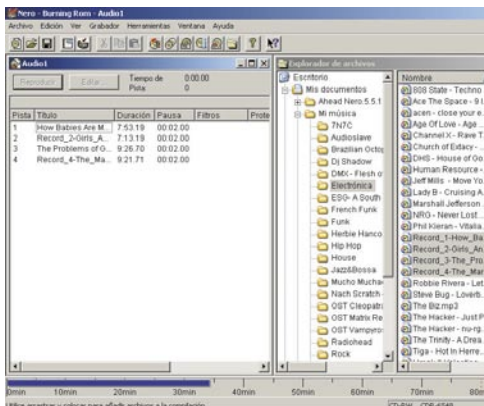 Nero - Burning Rom - Audio1
Archivo Edición Ver Grabador Herramientas Ventana Ayuda
Audio1
Reproducir Editar... Tiempo de 0:00.00
Pista 0
Pista Título Duración Pausa Filtros Prote
1 How Babies Are M... 7:53.19 00:02.00
2 Record_2-Girls_A... 7:13.19 00:02.00
3 The Problems of G... 9:26.70 00:02.00
4 Record_4-The_Ma... 9:21.71 00:02.00
Explorador de archivos
Escritorio
Mis documentos
Ahead Nero.5.5.1
Mi música
7N7C
Audioslave
Brazilian Octop
Dj Shadow
DMX - Flesh o
Electrónica
ESG- A South
French Funk
Funk
Herbie Hanco
Hip Hop
House
Jazz&Bossa
Mucho Mucha
Nach Scratch -
OST Cleopatr
OST Matrix Re
OST Vampyro
Radiohead
Rock
Nombre
808 State - Techno
Ace The Space - 9 l
acen - close your e
Age Of Love - Age
Channel X - Rave T
Church of Extacy -
DHS - House of Go
Human Resource -
Jeff Mills - Move Yo
Lady B - Cruising A
Marshall Jefferson
NRG - Never Lost
Phil Kieran - Vitalia
Record_1-How_Ba
Record_2-Girls_An
Record_3-The_Pro
Record_4-The_Mar
Robbie Rivera - Let
Steve Bug - Loverb
The Biz.mp3
The Hacker - Just P
The Hacker - nu-rg
The Trinity - A Drea
Tiga - Hot In Herre
0min 10min 20min 30min 40min 50min 60min 70min 80m